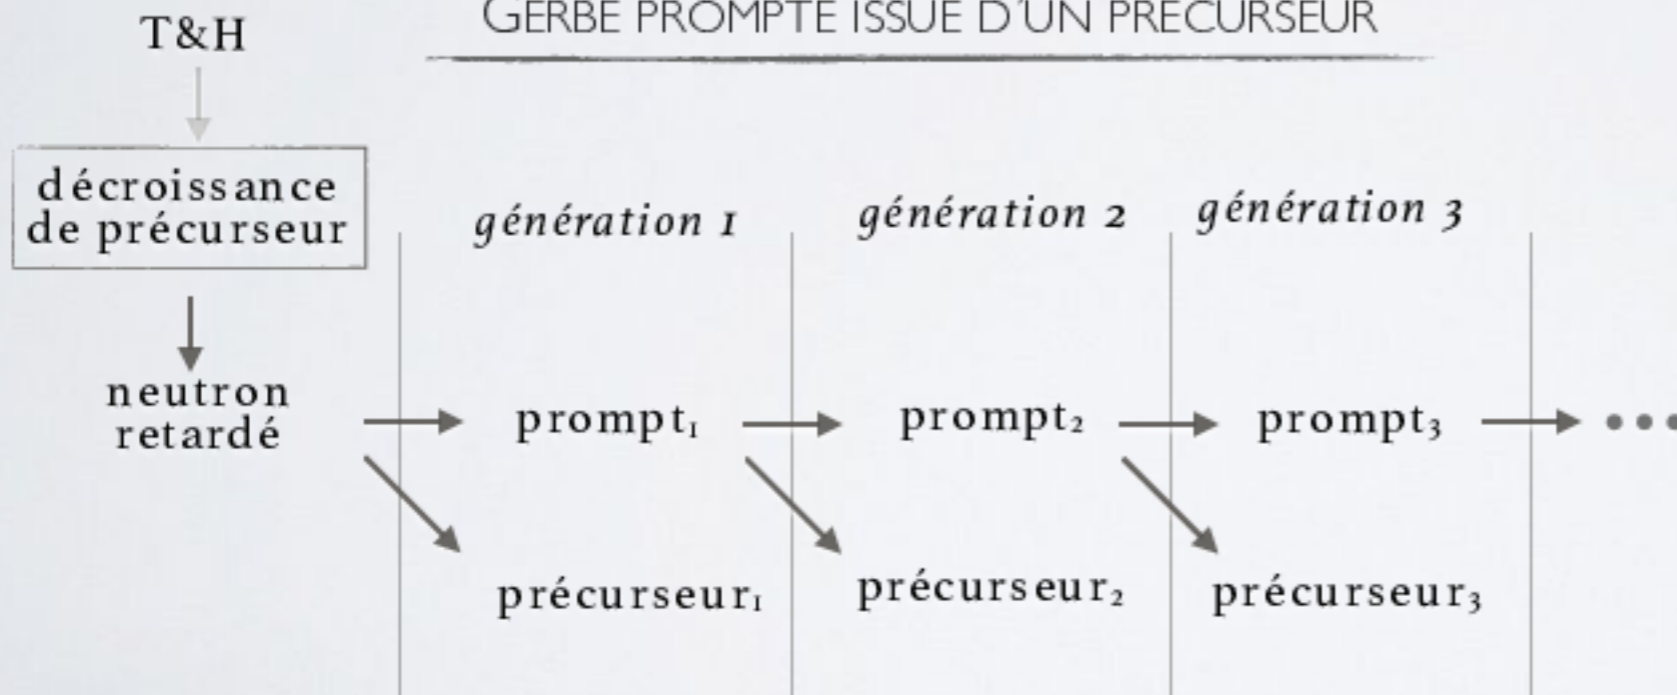 GERBE PROMPTE ISSUE D'UN PRÉCURSEUR
T&H
décroissance
de précurseur
génération 1
génération 2
génération 3
neutron
retardé
prompt₁
prompt₂
prompt₃
précurseur₁
précurseur₂
précurseur₃